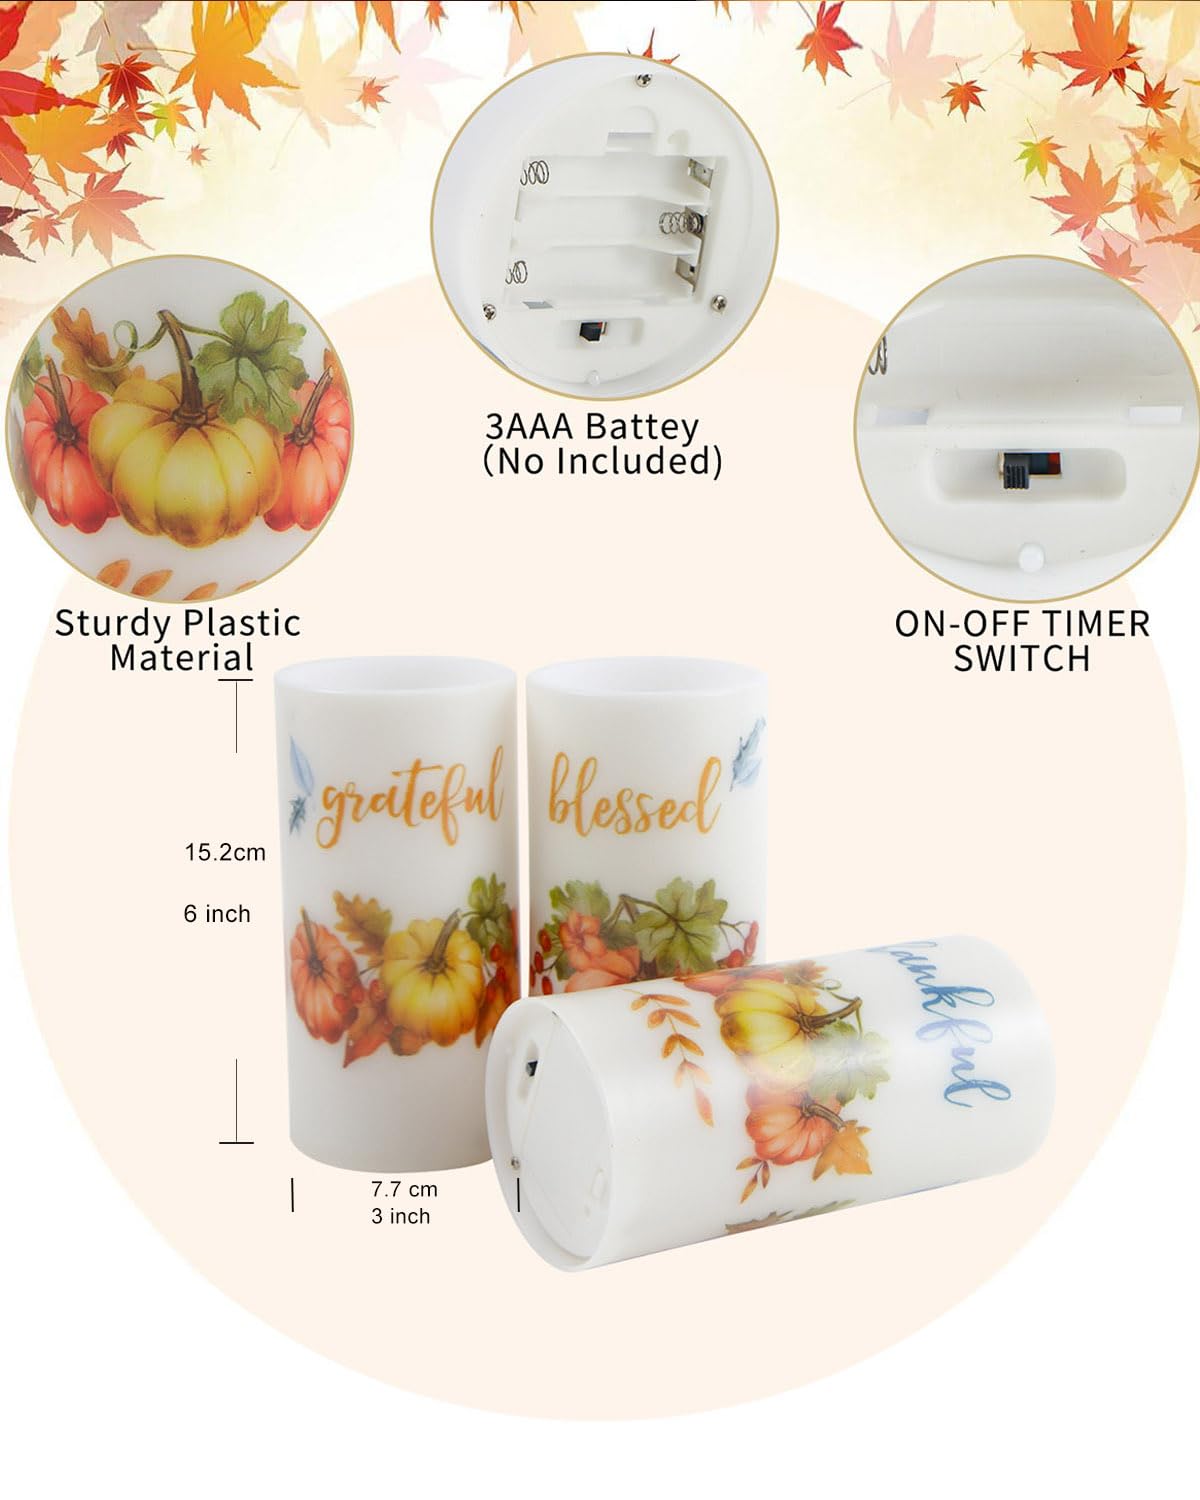 3AAA Battey
(No Included)
Sturdy Plastic
Material
ON-OFF TIMER
SWITCH
grateful
blessed
15.2cm
6 inch
7.7 cm
3 inch